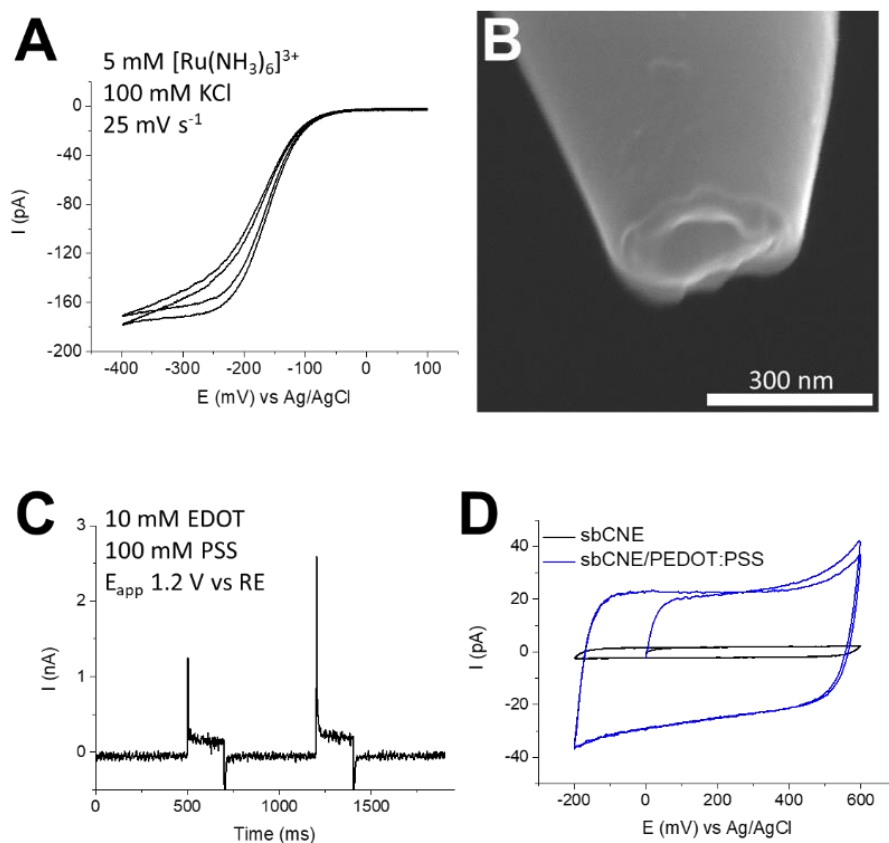 A
5 mM [Ru(NH₃)₆]³⁺
100 mM KCl
25 mV s⁻¹
0
-40
-80
-120
-160
-200
I (pA)
-400 -300 -200 -100 0 100
E (mV) vs Ag/AgCl
B
300 nm
C
10 mM EDOT
100 mM PSS
E_app 1.2 V vs RE
3
2
1
0
I (nA)
0 500 1000 1500
Time (ms)
D
sbCNE
sbCNE/PEDOT:PSS
40
20
0
-20
-40
I (pA)
-200 0 200 400 600
E (mV) vs Ag/AgCl